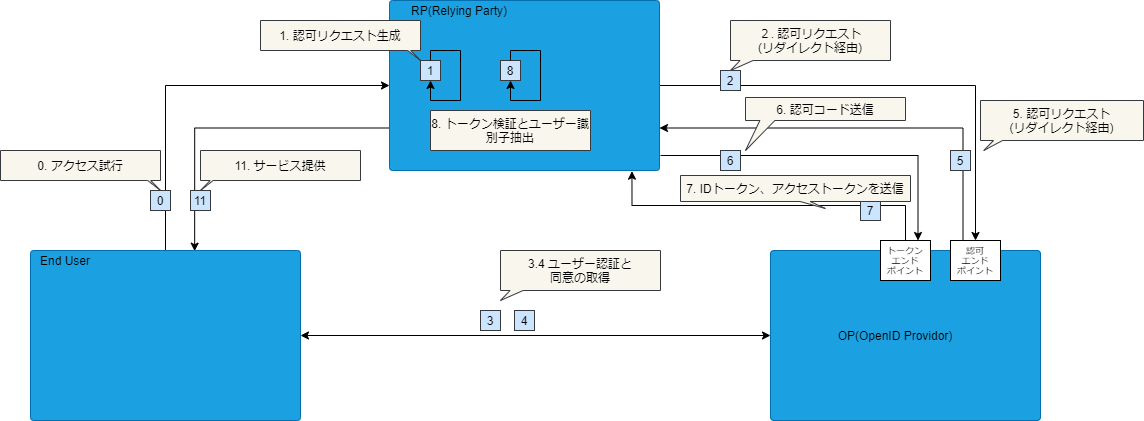 RP(Relying Party)
1. 認可リクエスト生成
2 . 認可リクエスト
(リダイレクト経由)
1
8
2
6. 認可コード送信
5. 認可リクエスト
(リダイレクト経由)
8. トークン検証とユーザー識
別子抽出
0. アクセス試行
11. サービス提供
6
5
7. IDトークン、アクセストークンを送信
0
11
7
End User
トークン
エンド
ポイント
認可
エンド
ポイント
3.4 ユーザー認証と
同意の取得
3
4
OP(OpenID Providor)